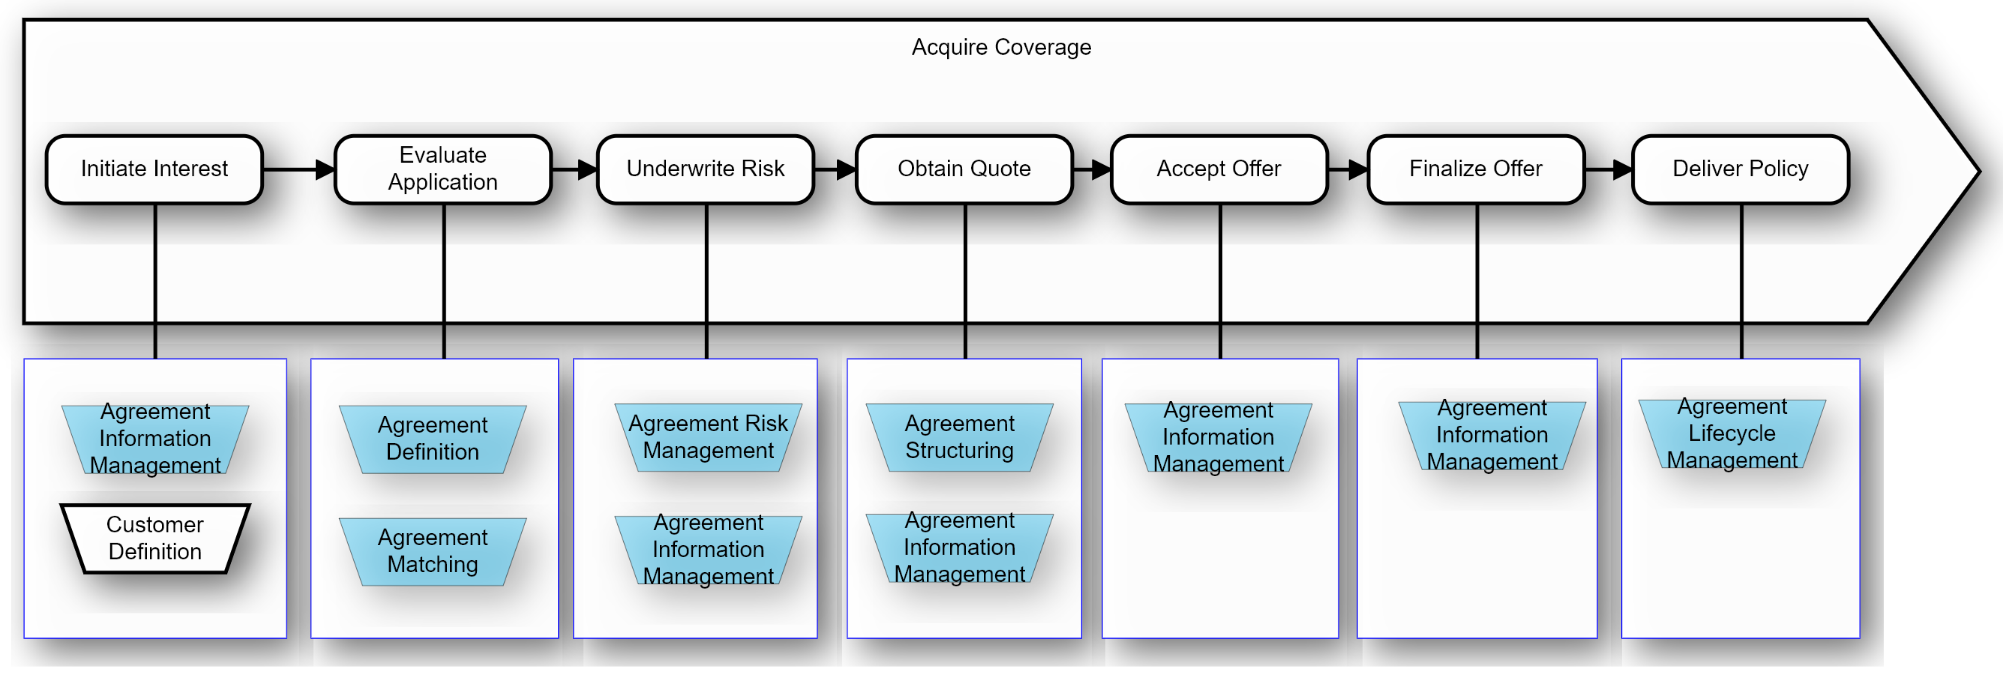 Acquire Coverage
Initiate Interest
Evaluate
Application
Underwrite Risk
Obtain Quote
Accept Offer
Finalize Offer
Deliver Policy
Agreement
Information
Management
Customer
Definition
Agreement
Definition
Agreement
Matching
Agreement Risk
Management
Agreement
Information
Management
Agreement
Structuring
Agreement
Information
Management
Agreement
Information
Management
Agreement
Information
Management
Agreement
Lifecycle
Management